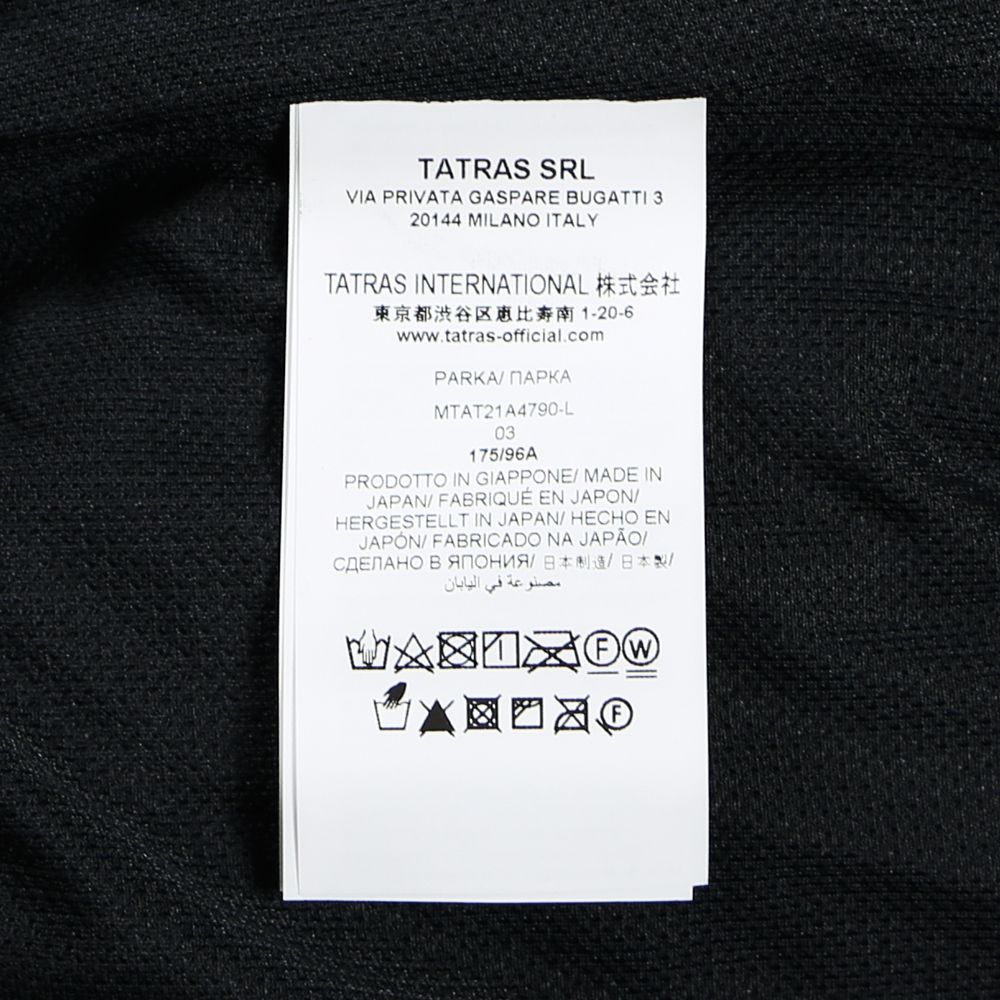 TATRAS SRL
VIA PRIVATA GASPARE BUGATTI 3
20144 MILANO ITALY
TATRAS INTERNATIONAL 株式会社
東京都渋谷区恵比寿南 1-20-6
www.tatras-official.com
PARKA/ ПАРКА
MTAT21A4790-L
03
175/96A
PRODOTTO IN GIAPPONE/ MADE IN
JAPAN/ FABRIQUÉ EN JAPON/
HERGESTELLT IN JAPAN/ HECHO EN
JAPÓN/ FABRICADO NA JAPÃO/
СДЕЛАНО В ЯПОНИЯ/ 日本制造/ 日本製/
مصنوعة في اليابان
F W
F